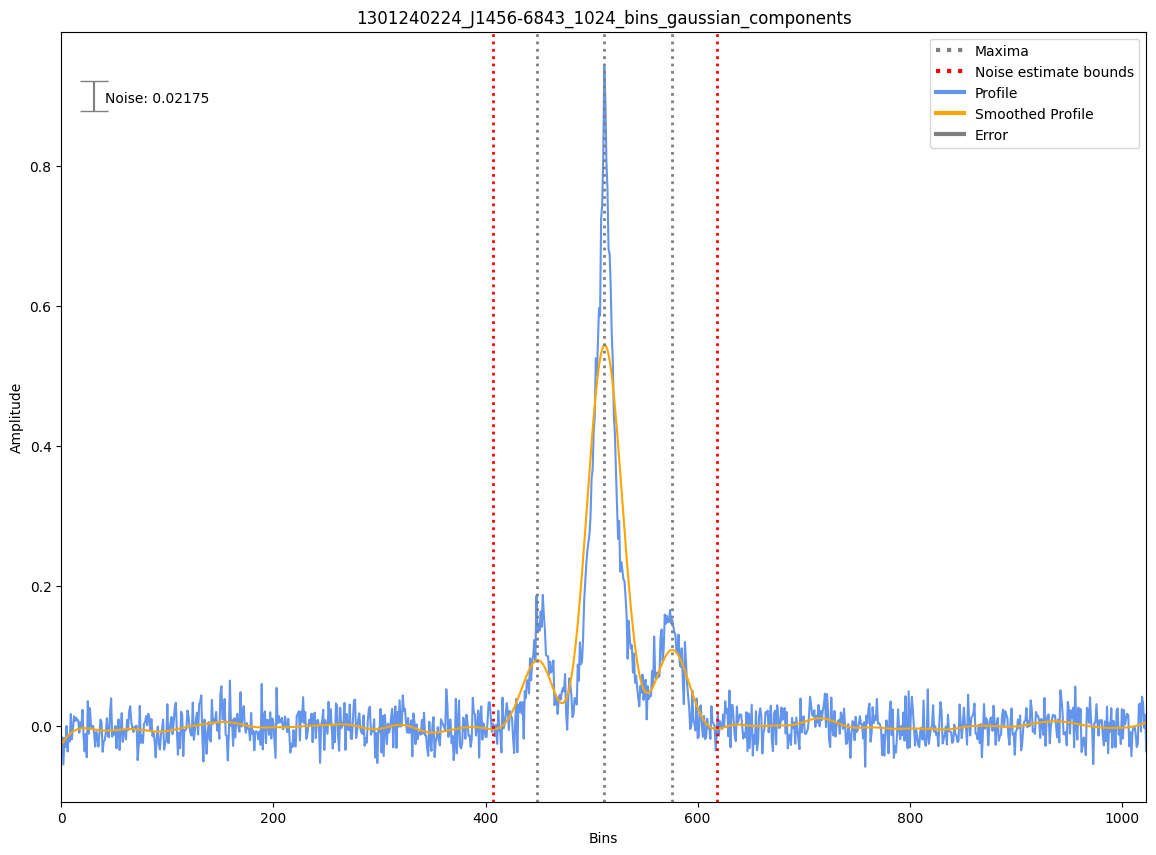 1301240224_J1456-6843_1024_bins_gaussian_components
Maxima
Noise estimate bounds
Profile
Smoothed Profile
Error
Noise: 0.02175
0.8
0.6
0.4
0.2
0.0
Amplitude
0
200
400
600
800
1000
Bins